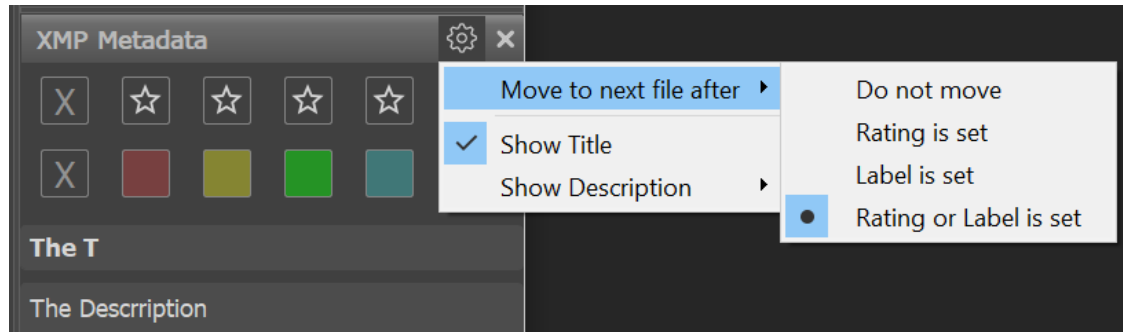 XMP Metadata
X
X
The T
The Descrription
Move to next file after
Show Title
Show Description
Do not move
Rating is set
Label is set
Rating or Label is set